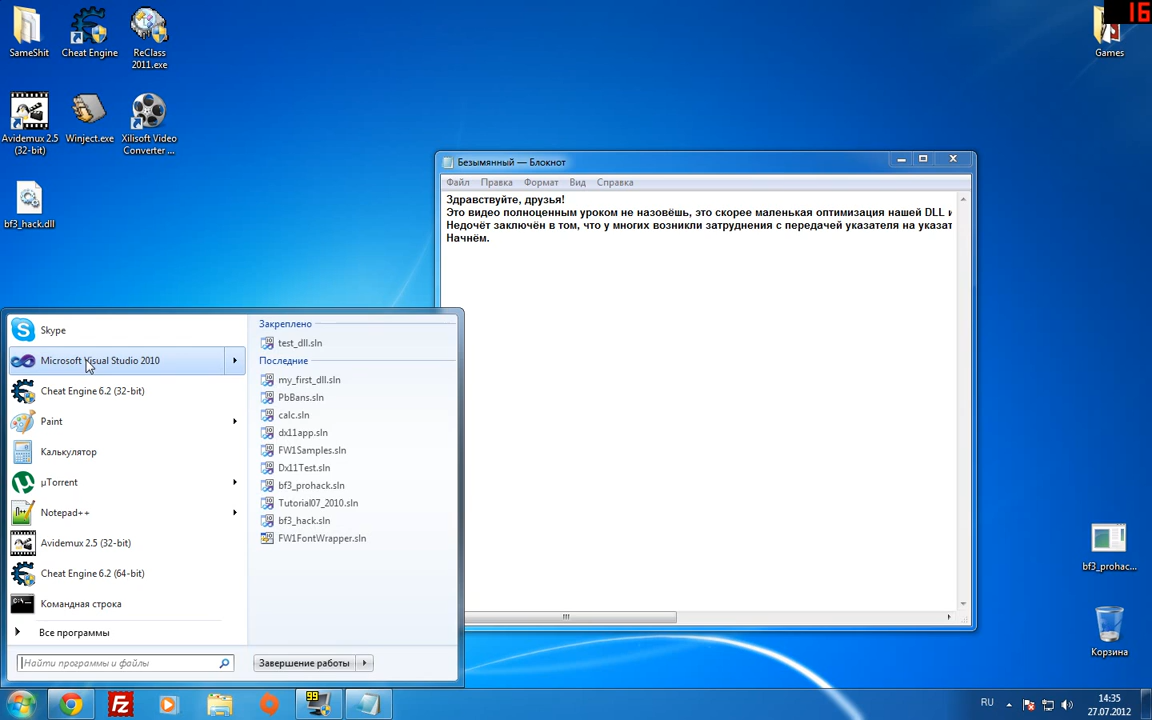 16
SameShit
Cheat Engine
ReClass
2011.exe
Games
Avidemux 2.5
(32-bit)
Winject.exe
Xilisoft Video
Converter ...
bf3_hack.dll
Безымянный — Блокнот
Файл Правка Формат Вид Справка
Здравствуйте, друзья!
Это видео полноценным уроком не назовёшь, это скорее маленькая оптимизация нашей DLL и
Недочёт заключён в том, что у многих возникли затруднения с передачей указателя на указат
Начнём.
Skype
Microsoft Visual Studio 2010
Cheat Engine 6.2 (32-bit)
Paint
Калькулятор
µTorrent
Notepad++
Avidemux 2.5 (32-bit)
Cheat Engine 6.2 (64-bit)
Командная строка
Все программы
Найти программы и файлы
Закреплено
test_dll.sln
Последние
my_first_dll.sln
PbBans.sln
calc.sln
dx11app.sln
FW1Samples.sln
Dx11Test.sln
bf3_prohack.sln
Tutorial07_2010.sln
bf3_hack.sln
FW1FontWrapper.sln
Завершение работы
bf3_prohac...
Корзина
99
RU
14:35
27.07.2012